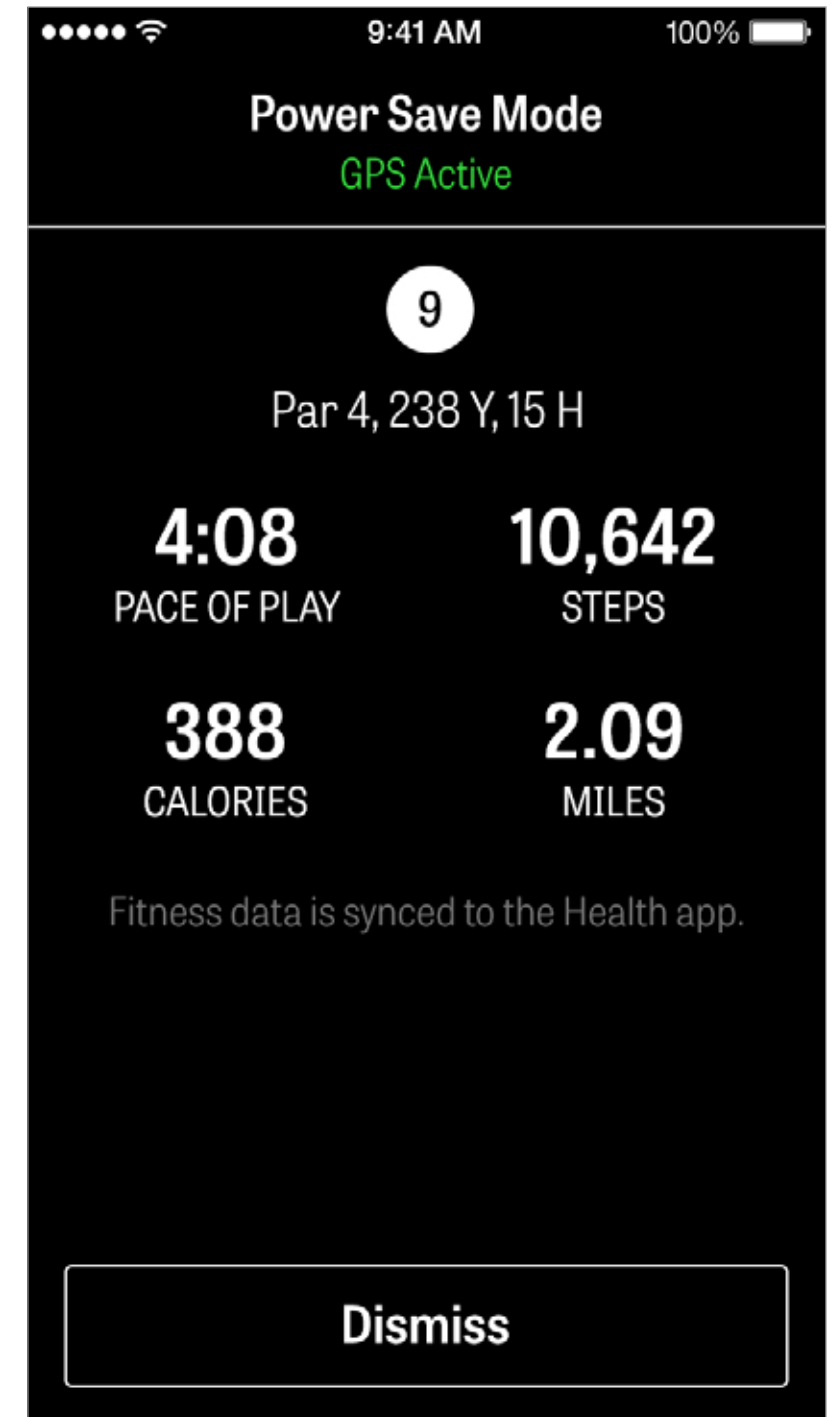 9:41 AM 100%
Power Save Mode
GPS Active
9
Par 4, 238 Y, 15 H
4:08 10,642
PACE OF PLAY STEPS
388 2.09
CALORIES MILES
Fitness data is synced to the Health app.
Dismiss